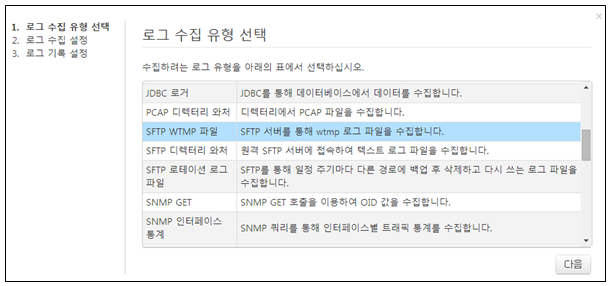 1. 로그 수집 유형 선택
2. 로그 수집 설정
3. 로그 기록 설정
로그 수집 유형 선택
수집하려는 로그 유형을 아래의 표에서 선택하십시오.
JDBC 로거 JDBC를 통해 데이터베이스에서 데이터를 수집합니다.
PCAP 디렉터리 와처 디렉터리에서 PCAP 파일을 수집합니다.
SFTP WTMP 파일 SFTP 서버를 통해 wtmp 로그 파일을 수집합니다.
SFTP 디렉터리 와처 원격 SFTP 서버에 접속하여 텍스트 로그 파일을 수집합니다.
SFTP 로테이션 로그 파일 SFTP를 통해 일정 주기마다 다른 경로에 백업 후 삭제하고 다시 쓰는 로그 파일을 수집합니다.
SNMP GET SNMP GET 호출을 이용하여 OID 값을 수집합니다.
SNMP 인터페이스 통계 SNMP 쿼리를 통해 인터페이스별 트래픽 통계를 수집합니다.
다음